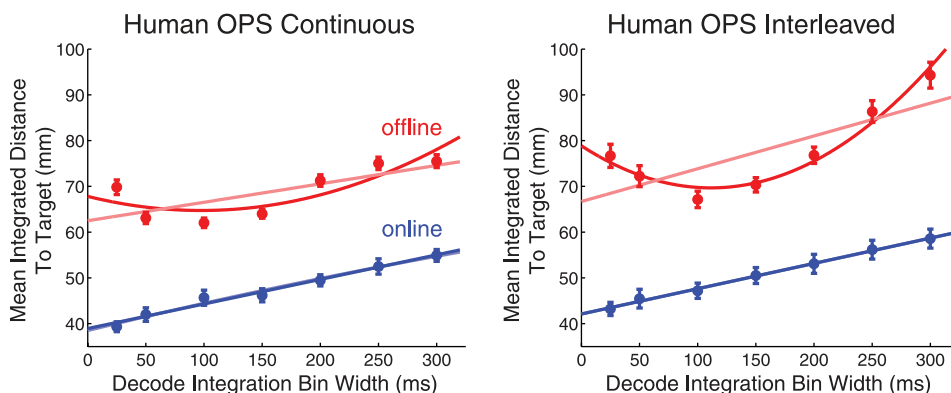 Human OPS Continuous
Mean Integrated Distance
To Target (mm)
100
90
80
70
60
50
40
offline
online
0 50 100 150 200 250 300
Decode Integration Bin Width (ms)
Human OPS Interleaved
Mean Integrated Distance
To Target (mm)
100
90
80
70
60
50
40
0 50 100 150 200 250 300
Decode Integration Bin Width (ms)